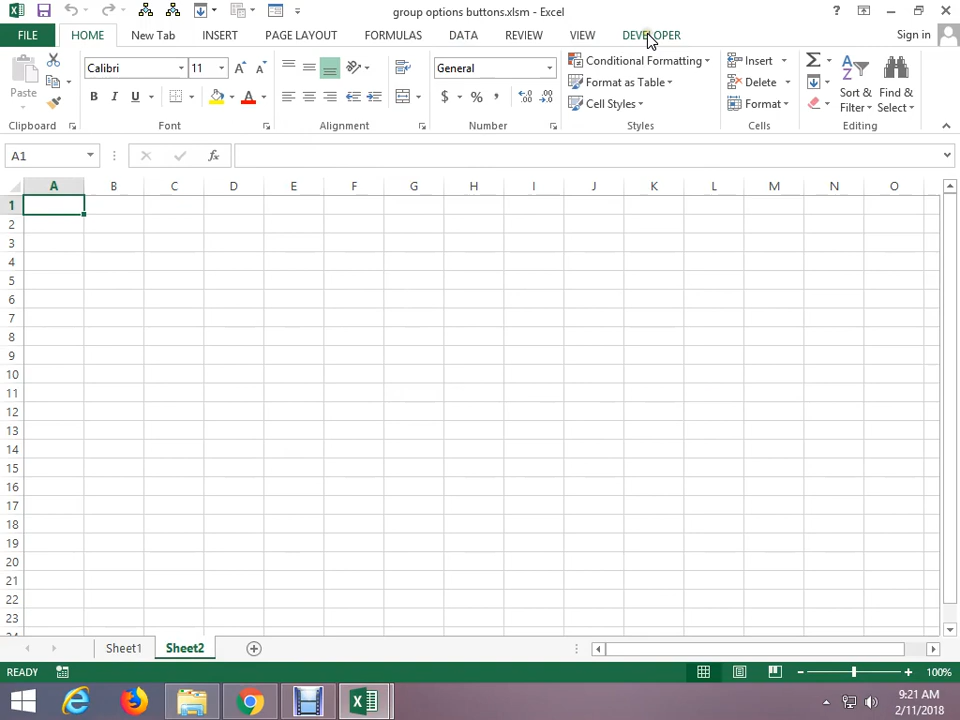 group options buttons.xlsm - Excel
?
FILE HOME New Tab INSERT PAGE LAYOUT FORMULAS DATA REVIEW VIEW DEVELOPER Sign in
Paste Calibri 11 General Conditional Formatting Insert
Format as Table Delete Sort & Filter Find & Select
B I U A $ % , Cell Styles Format
Clipboard Font Alignment Number Styles Cells Editing
A1 fx
A B C D E F G H I J K L M N O
1
2
3
4
5
6
7
8
9
10
11
12
13
14
15
16
17
18
19
20
21
22
23
Sheet1 Sheet2
READY 100%
9:21 AM
2/11/2018